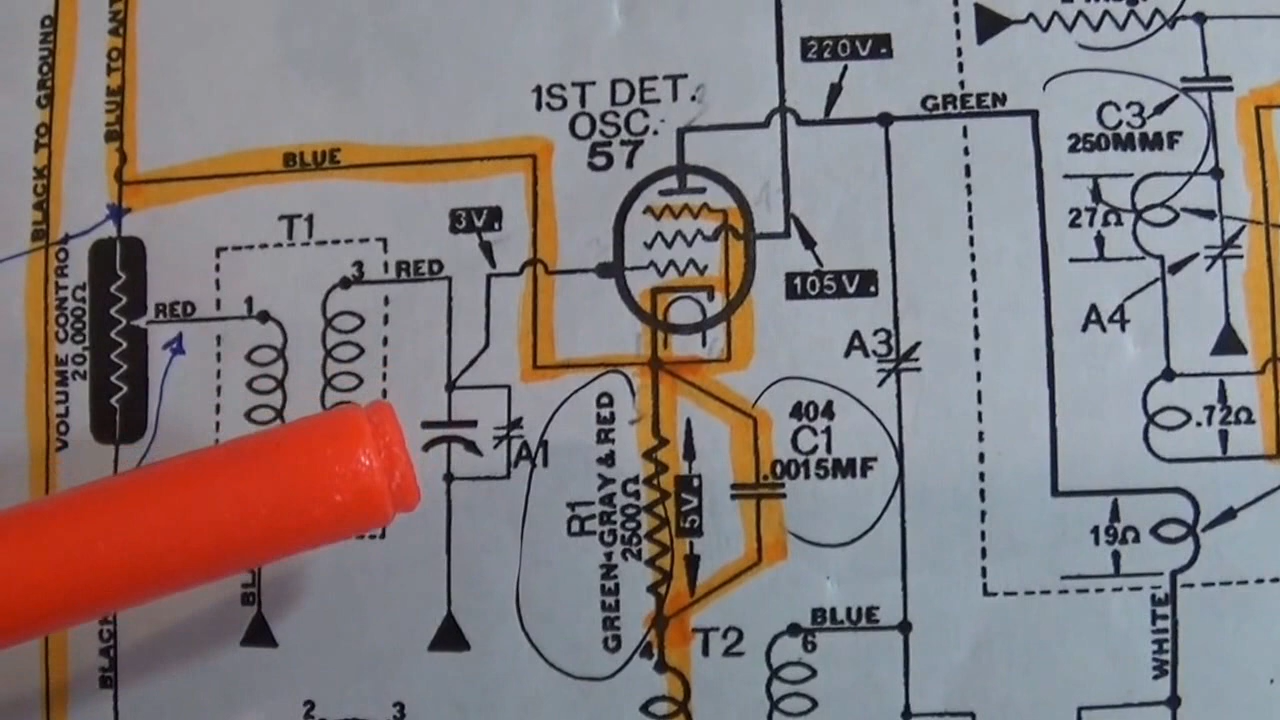 BLACK TO GROUND
BLUE TO ANT
BLUE
1ST DET.
OSC.
57
220V.
GREEN
C3
250MMF
27Ω
A4
.72Ω
19Ω
WHITE
3V.
105V.
T1
3
RED
1
RED
VOLUME CONTROL
20,000Ω
A1
A3
R1
GREEN-GRAY & RED
2500Ω
5V.
404
C1
.0015MF
T2
BLUE
6
4
2
3